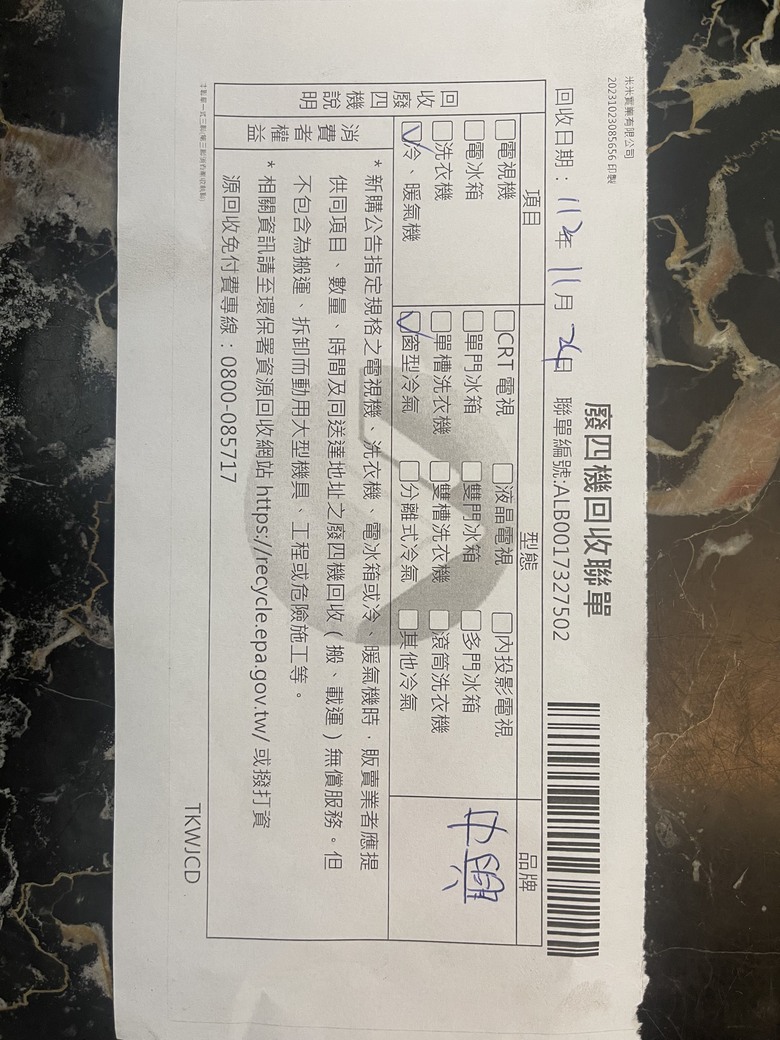 米米實業有限公司
20231023085656 印製
廢四機回收聯單
回收日期：112年 11月 24日 聯單編號:ALB0017327502
項目 型態 品牌
回收廢四機說明
電視機 CRT 電視 液晶電視 內投影電視
電冰箱 單門冰箱 雙門冰箱 多門冰箱
洗衣機 單槽洗衣機 雙槽洗衣機 滾筒洗衣機
冷、暖氣機 窗型冷氣 分離式冷氣 其他冷氣
中興
消費者權益
*新購公告指定規格之電視機、洗衣機、電冰箱或冷、暖氣機時，販賣業者應提
供同項目、數量、時間及同送達地址之廢四機回收（搬、載運）無償服務。但
不包含為搬運、拆卸而動用大型機具、工程或危險施工等。
*相關資訊請至環保署資源回收網站 https://recycle.epa.gov.tw/ 或撥打資
源回收免付費專線：0800-085717
TKWJCD